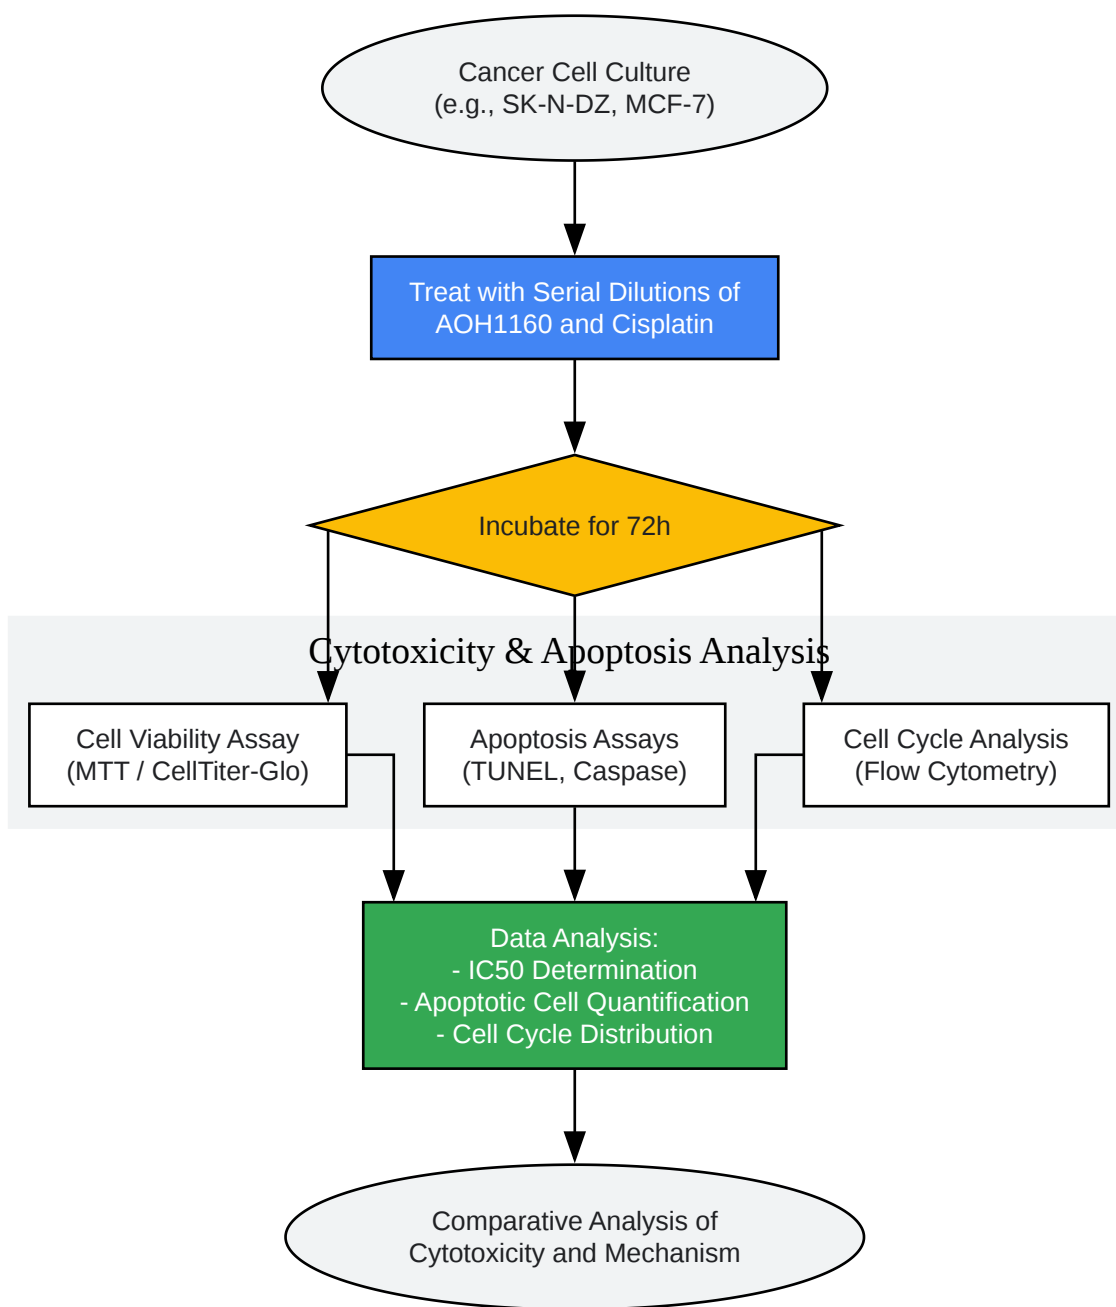 Cancer Cell Culture
(e.g., SK-N-DZ, MCF-7)
Treat with Serial Dilutions of
AOH1160 and Cisplatin
Incubate for 72h
Cytotoxicity & Apoptosis Analysis
Cell Viability Assay
(MTT / CellTiter-Glo)
Apoptosis Assays
(TUNEL, Caspase)
Cell Cycle Analysis
(Flow Cytometry)
Data Analysis:
- IC50 Determination
- Apoptotic Cell Quantification
- Cell Cycle Distribution
Comparative Analysis of
Cytotoxicity and Mechanism